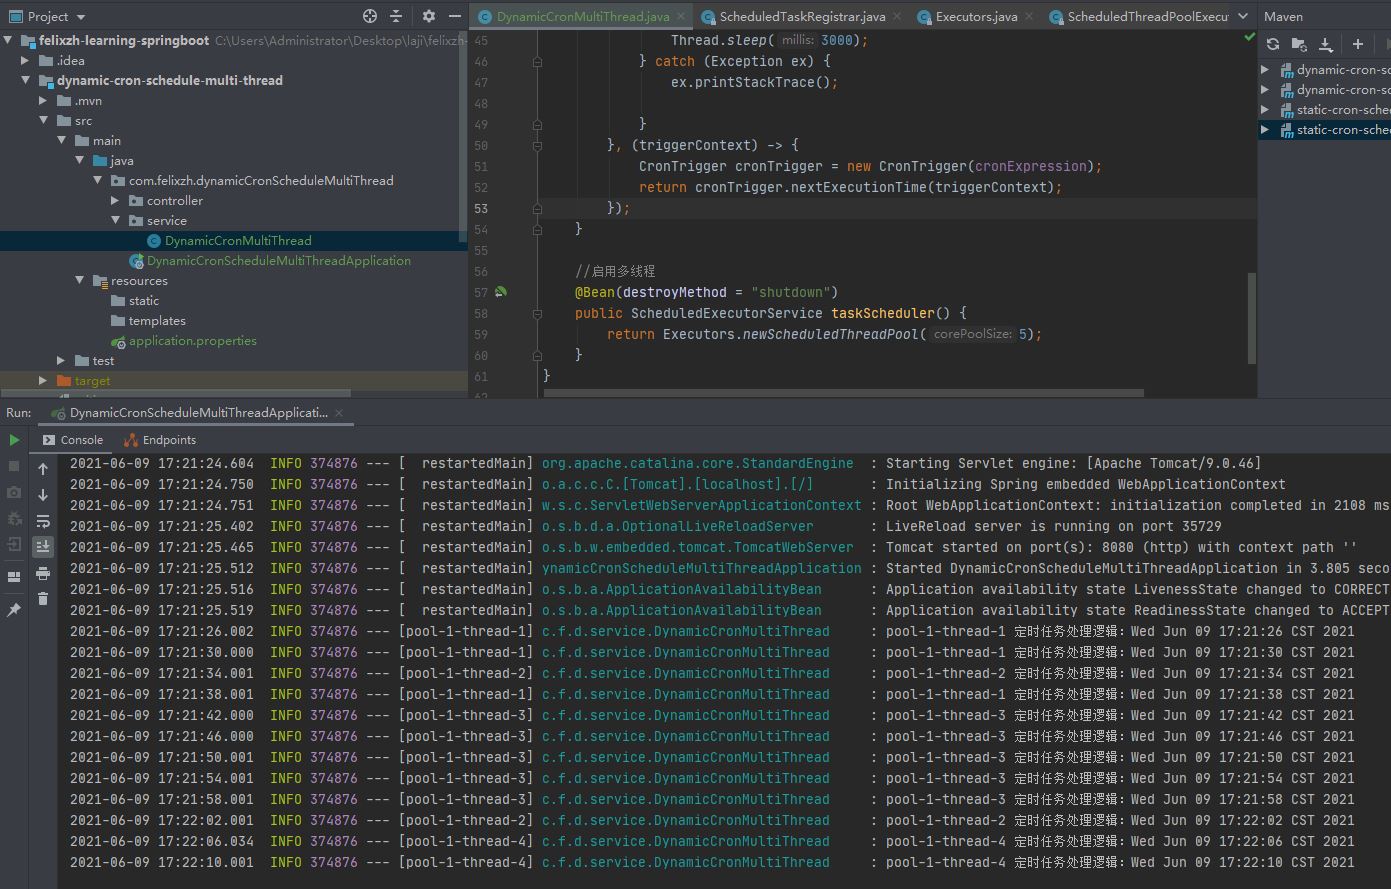 Project
felixzh-learning-springboot C:\Users\Administrator\Desktop\laji\felixzh-
.idea
dynamic-cron-schedule-multi-thread
.mvn
src
main
java
com.felixzh.dynamicCronScheduleMultiThread
controller
service
DynamicCronMultiThread
DynamicCronScheduleMultiThreadApplication
resources
static
templates
application.properties
test
target
DynamicCronMultiThread.java
ScheduledTaskRegistrar.java
Executors.java
ScheduledThreadPoolExecu
45 Thread.sleep( millis: 3000);
46 } catch (Exception ex) {
47 ex.printStackTrace();
48
49 }
50 }, (triggerContext) -> {
51 CronTrigger cronTrigger = new CronTrigger(cronExpression);
52 return cronTrigger.nextExecutionTime(triggerContext);
53 });
54 }
55
56 //启用多线程
57 @Bean(destroyMethod = "shutdown")
58 public ScheduledExecutorService taskScheduler() {
59 return Executors.newScheduledThreadPool( corePoolSize: 5);
60 }
61 }
62
Maven
dynamic-cron-sc
dynamic-cron-sc
static-cron-sche
static-cron-sche
Run: DynamicCronScheduleMultiThreadApplicati...
Console Endpoints
2021-06-09 17:21:24.604 INFO 374876 --- [ restartedMain] org.apache.catalina.core.StandardEngine : Starting Servlet engine: [Apache Tomcat/9.0.46]
2021-06-09 17:21:24.750 INFO 374876 --- [ restartedMain] o.a.c.c.C.[Tomcat].[localhost].[/] : Initializing Spring embedded WebApplicationContext
2021-06-09 17:21:24.751 INFO 374876 --- [ restartedMain] w.s.c.ServletWebServerApplicationContext : Root WebApplicationContext: initialization completed in 2108 ms
2021-06-09 17:21:25.402 INFO 374876 --- [ restartedMain] o.s.b.d.a.OptionalLiveReloadServer : LiveReload server is running on port 35729
2021-06-09 17:21:25.465 INFO 374876 --- [ restartedMain] o.s.b.w.embedded.tomcat.TomcatWebServer : Tomcat started on port(s): 8080 (http) with context path ''
2021-06-09 17:21:25.512 INFO 374876 --- [ restartedMain] ynamicCronScheduleMultiThreadApplication : Started DynamicCronScheduleMultiThreadApplication in 3.805 seco
2021-06-09 17:21:25.516 INFO 374876 --- [ restartedMain] o.s.b.a.ApplicationAvailabilityBean : Application availability state LivenessState changed to CORRECT
2021-06-09 17:21:25.519 INFO 374876 --- [ restartedMain] o.s.b.a.ApplicationAvailabilityBean : Application availability state ReadinessState changed to ACCEPT
2021-06-09 17:21:26.002 INFO 374876 --- [pool-1-thread-1] c.f.d.service.DynamicCronMultiThread : pool-1-thread-1 定时任务处理逻辑：Wed Jun 09 17:21:26 CST 2021
2021-06-09 17:21:30.000 INFO 374876 --- [pool-1-thread-1] c.f.d.service.DynamicCronMultiThread : pool-1-thread-1 定时任务处理逻辑：Wed Jun 09 17:21:30 CST 2021
2021-06-09 17:21:34.001 INFO 374876 --- [pool-1-thread-2] c.f.d.service.DynamicCronMultiThread : pool-1-thread-2 定时任务处理逻辑：Wed Jun 09 17:21:34 CST 2021
2021-06-09 17:21:38.001 INFO 374876 --- [pool-1-thread-1] c.f.d.service.DynamicCronMultiThread : pool-1-thread-1 定时任务处理逻辑：Wed Jun 09 17:21:38 CST 2021
2021-06-09 17:21:42.000 INFO 374876 --- [pool-1-thread-3] c.f.d.service.DynamicCronMultiThread : pool-1-thread-3 定时任务处理逻辑：Wed Jun 09 17:21:42 CST 2021
2021-06-09 17:21:46.000 INFO 374876 --- [pool-1-thread-3] c.f.d.service.DynamicCronMultiThread : pool-1-thread-3 定时任务处理逻辑：Wed Jun 09 17:21:46 CST 2021
2021-06-09 17:21:50.001 INFO 374876 --- [pool-1-thread-3] c.f.d.service.DynamicCronMultiThread : pool-1-thread-3 定时任务处理逻辑：Wed Jun 09 17:21:50 CST 2021
2021-06-09 17:21:54.001 INFO 374876 --- [pool-1-thread-3] c.f.d.service.DynamicCronMultiThread : pool-1-thread-3 定时任务处理逻辑：Wed Jun 09 17:21:54 CST 2021
2021-06-09 17:21:58.001 INFO 374876 --- [pool-1-thread-3] c.f.d.service.DynamicCronMultiThread : pool-1-thread-3 定时任务处理逻辑：Wed Jun 09 17:21:58 CST 2021
2021-06-09 17:22:02.001 INFO 374876 --- [pool-1-thread-2] c.f.d.service.DynamicCronMultiThread : pool-1-thread-2 定时任务处理逻辑：Wed Jun 09 17:22:02 CST 2021
2021-06-09 17:22:06.034 INFO 374876 --- [pool-1-thread-4] c.f.d.service.DynamicCronMultiThread : pool-1-thread-4 定时任务处理逻辑：Wed Jun 09 17:22:06 CST 2021
2021-06-09 17:22:10.001 INFO 374876 --- [pool-1-thread-4] c.f.d.service.DynamicCronMultiThread : pool-1-thread-4 定时任务处理逻辑：Wed Jun 09 17:22:10 CST 2021